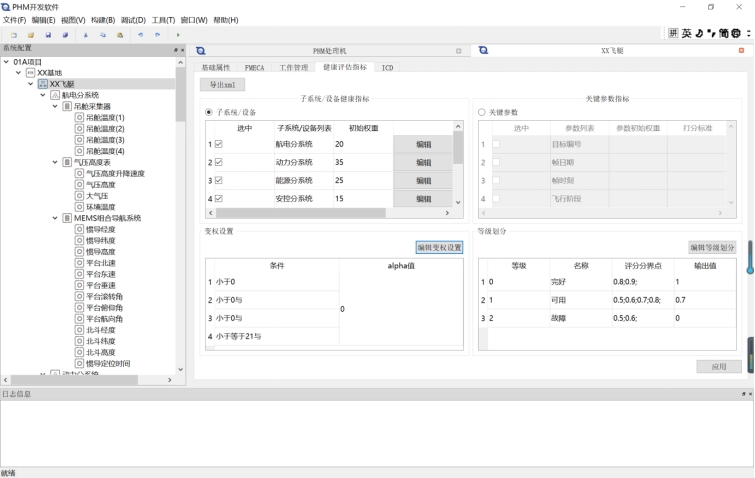 PHM开发软件
文件(F) 编辑(E) 视图(V) 构建(B) 调试(D) 工具(T) 窗口(W) 帮助(H)
拼 英 简
系统配置
01A项目
XX基地
XX飞艇
航电分系统
吊舱采集器
吊舱温度(1)
吊舱温度(2)
吊舱温度(3)
吊舱温度(4)
气压高度表
气压高度升降速度
气压高度
大气压
环境温度
MEMS组合导航系统
惯导经度
惯导纬度
惯导高度
平台北速
平台东速
平台垂速
平台滚转角
平台俯仰角
平台航向角
北斗经度
北斗纬度
北斗高度
惯导定位时间
动力分系统
PHM处理机
XX飞艇
基础属性 FMECA 工作管理 健康评估指标 ICD
导出xml
子系统/设备健康指标
子系统/设备
选中 子系统/设备列表 初始权重
1 航电分系统 20 编辑
2 动力分系统 35 编辑
3 能源分系统 25 编辑
4 安控分系统 15 编辑
关键参数指标
关键参数
选中 参数列表 参数初始权重 打分标准
1 目标编号
2 帧日期
3 帧时刻
4 飞行阶段
变权设置
编辑变权设置
条件 alpha值
1 小于0
2 小于0与
3 小于0与
4 小于等于21与
0
等级划分
编辑等级划分
等级 名称 评分分界点 输出值
1 0 完好 0.8;0.9; 1
2 1 可用 0.5;0.6;0.7;0.8; 0.7
3 2 故障 0.5;0.6; 0
应用
日志信息
就绪